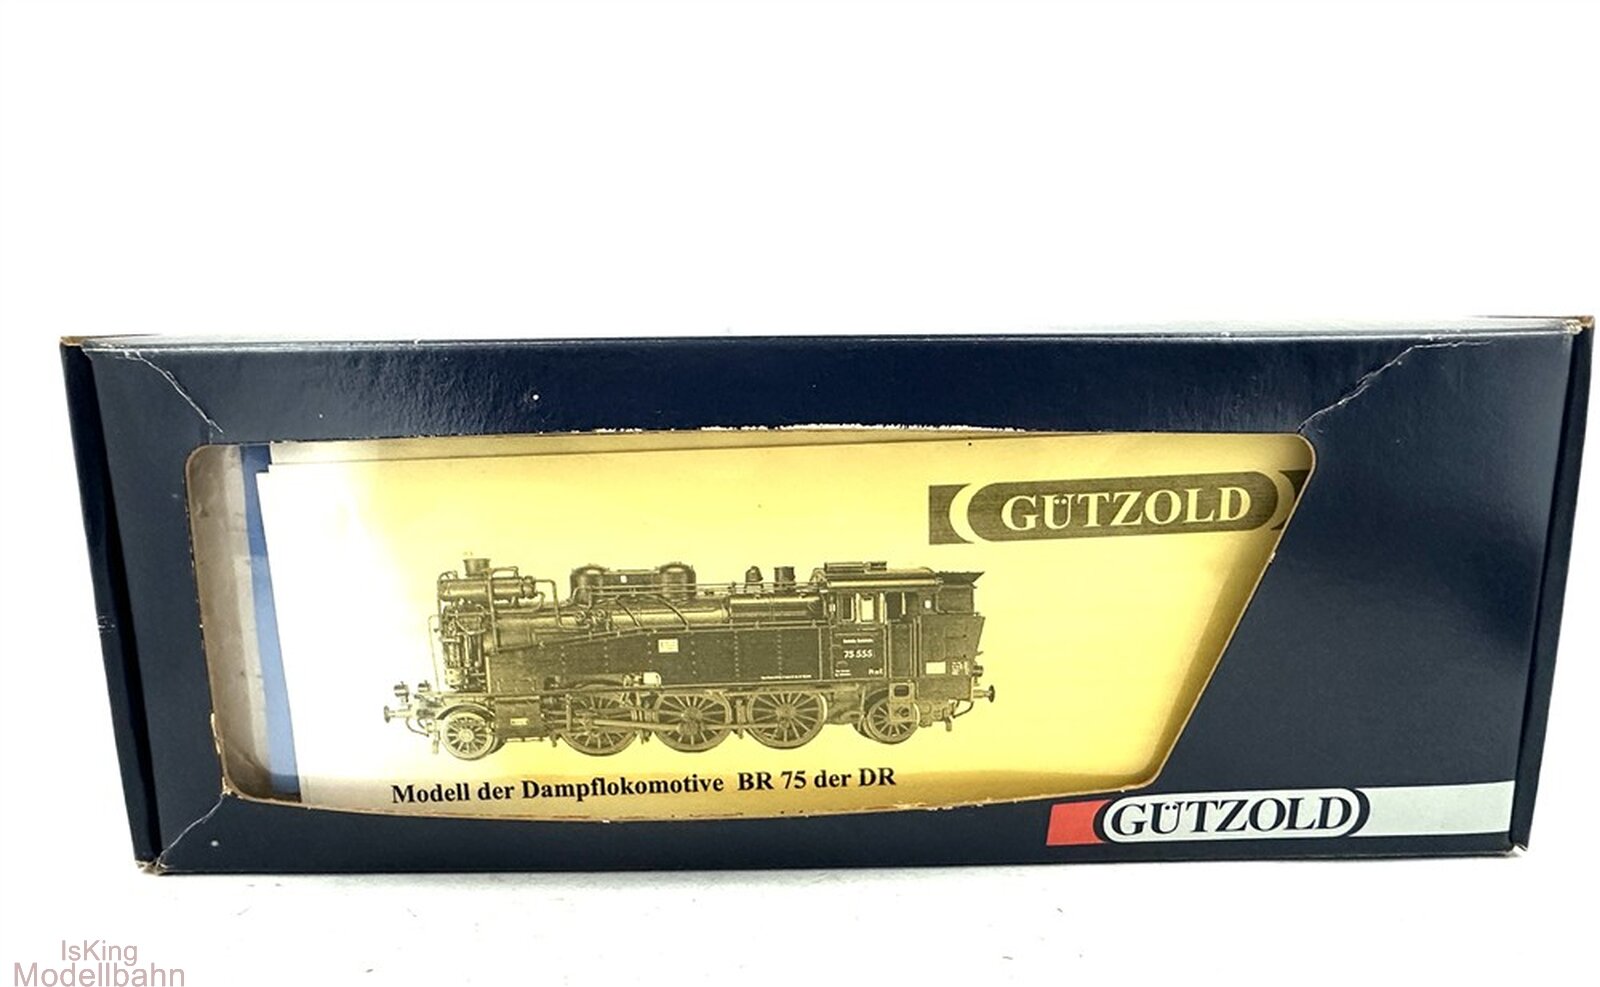 GÜTZOLD
75 555
Modell der Dampflokomotive BR 75 der DR
GÜTZOLD
IsKing
Modellbahn